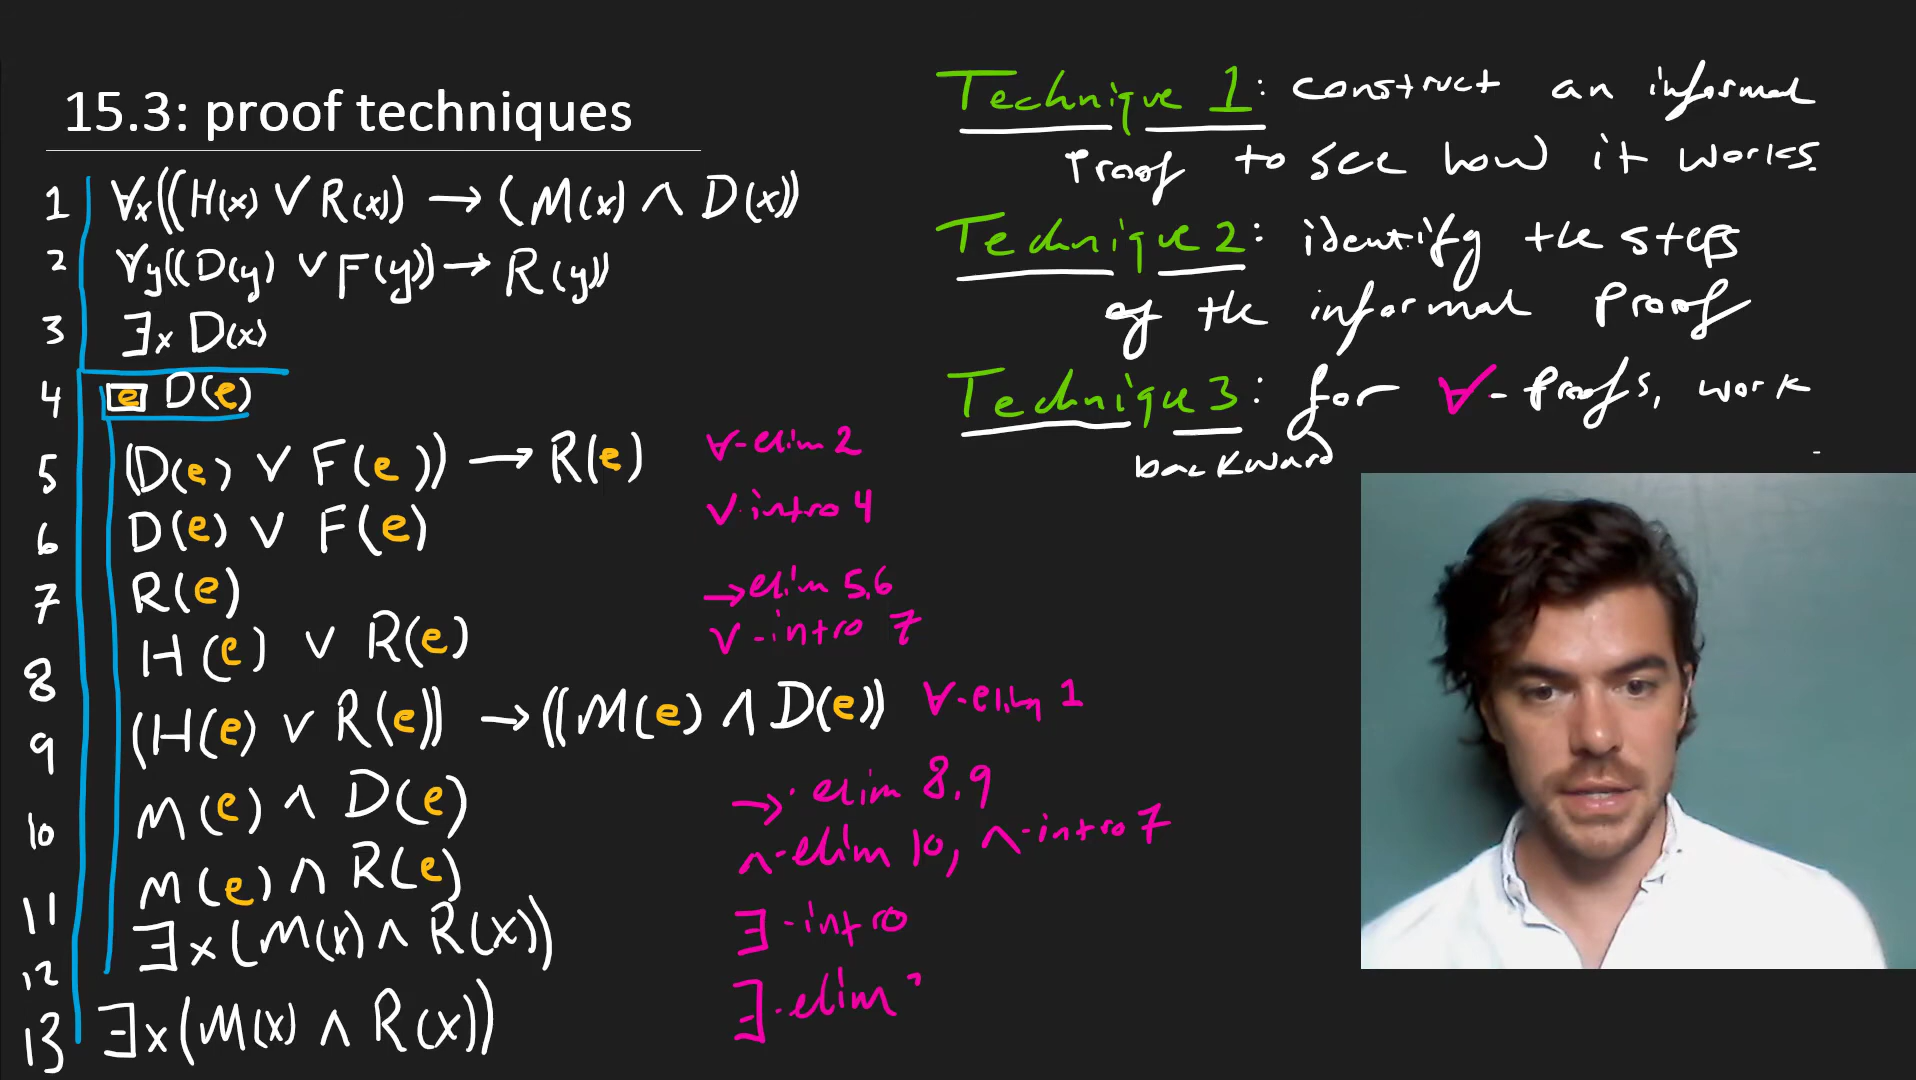 15.3: proof techniques
1 ∀x((H(x) ∨ R(x)) → (M(x) ∧ D(x))
2 ∀y((D(y) ∨ F(y)) → R(y))
3 ∃x D(x)
4 e D(e)
5 (D(e) ∨ F(e)) → R(e) ∀-elim 2
6 D(e) ∨ F(e) ∨-intro 4
7 R(e) → elim 5,6
8 H(e) ∨ R(e) ∨-intro 7
9 (H(e) ∨ R(e)) → ((M(e) ∧ D(e)) ∀-elim 1
10 M(e) ∧ D(e) →-elim 8,9
11 M(e) ∧ R(e) ∧-elim 10, ∧-intro 7
12 ∃x(M(x) ∧ R(x)) ∃-intro
13 ∃x(M(x) ∧ R(x)) ∃-elim
Technique 1: construct an informal
proof to see how it works.
Technique 2: identify the steps
of the informal proof
Technique 3: for ∀-proofs, work
backward